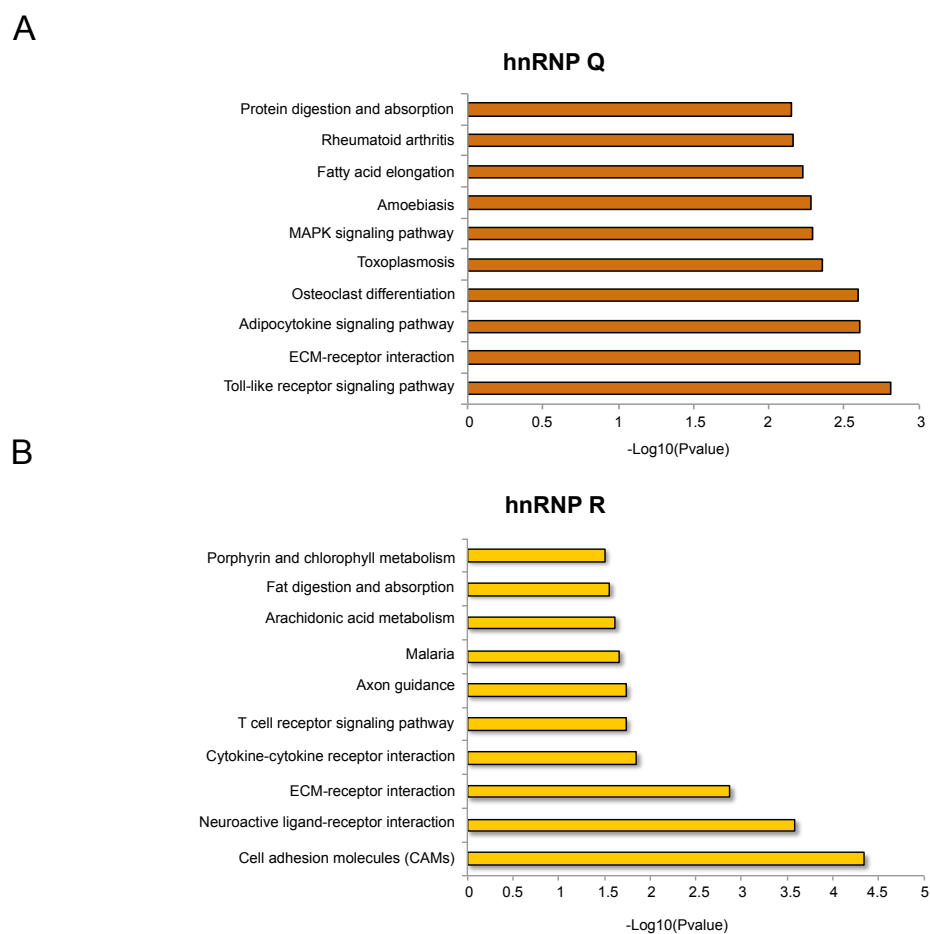 A
hnRNP Q
Protein digestion and absorption
Rheumatoid arthritis
Fatty acid elongation
Amoebiasis
MAPK signaling pathway
Toxoplasmosis
Osteoclast differentiation
Adipocytokine signaling pathway
ECM-receptor interaction
Toll-like receptor signaling pathway
0 0.5 1 1.5 2 2.5 3
-Log10(Pvalue)
B
hnRNP R
Porphyrin and chlorophyll metabolism
Fat digestion and absorption
Arachidonic acid metabolism
Malaria
Axon guidance
T cell receptor signaling pathway
Cytokine-cytokine receptor interaction
ECM-receptor interaction
Neuroactive ligand-receptor interaction
Cell adhesion molecules (CAMs)
0 0.5 1 1.5 2 2.5 3 3.5 4 4.5 5
-Log10(Pvalue)